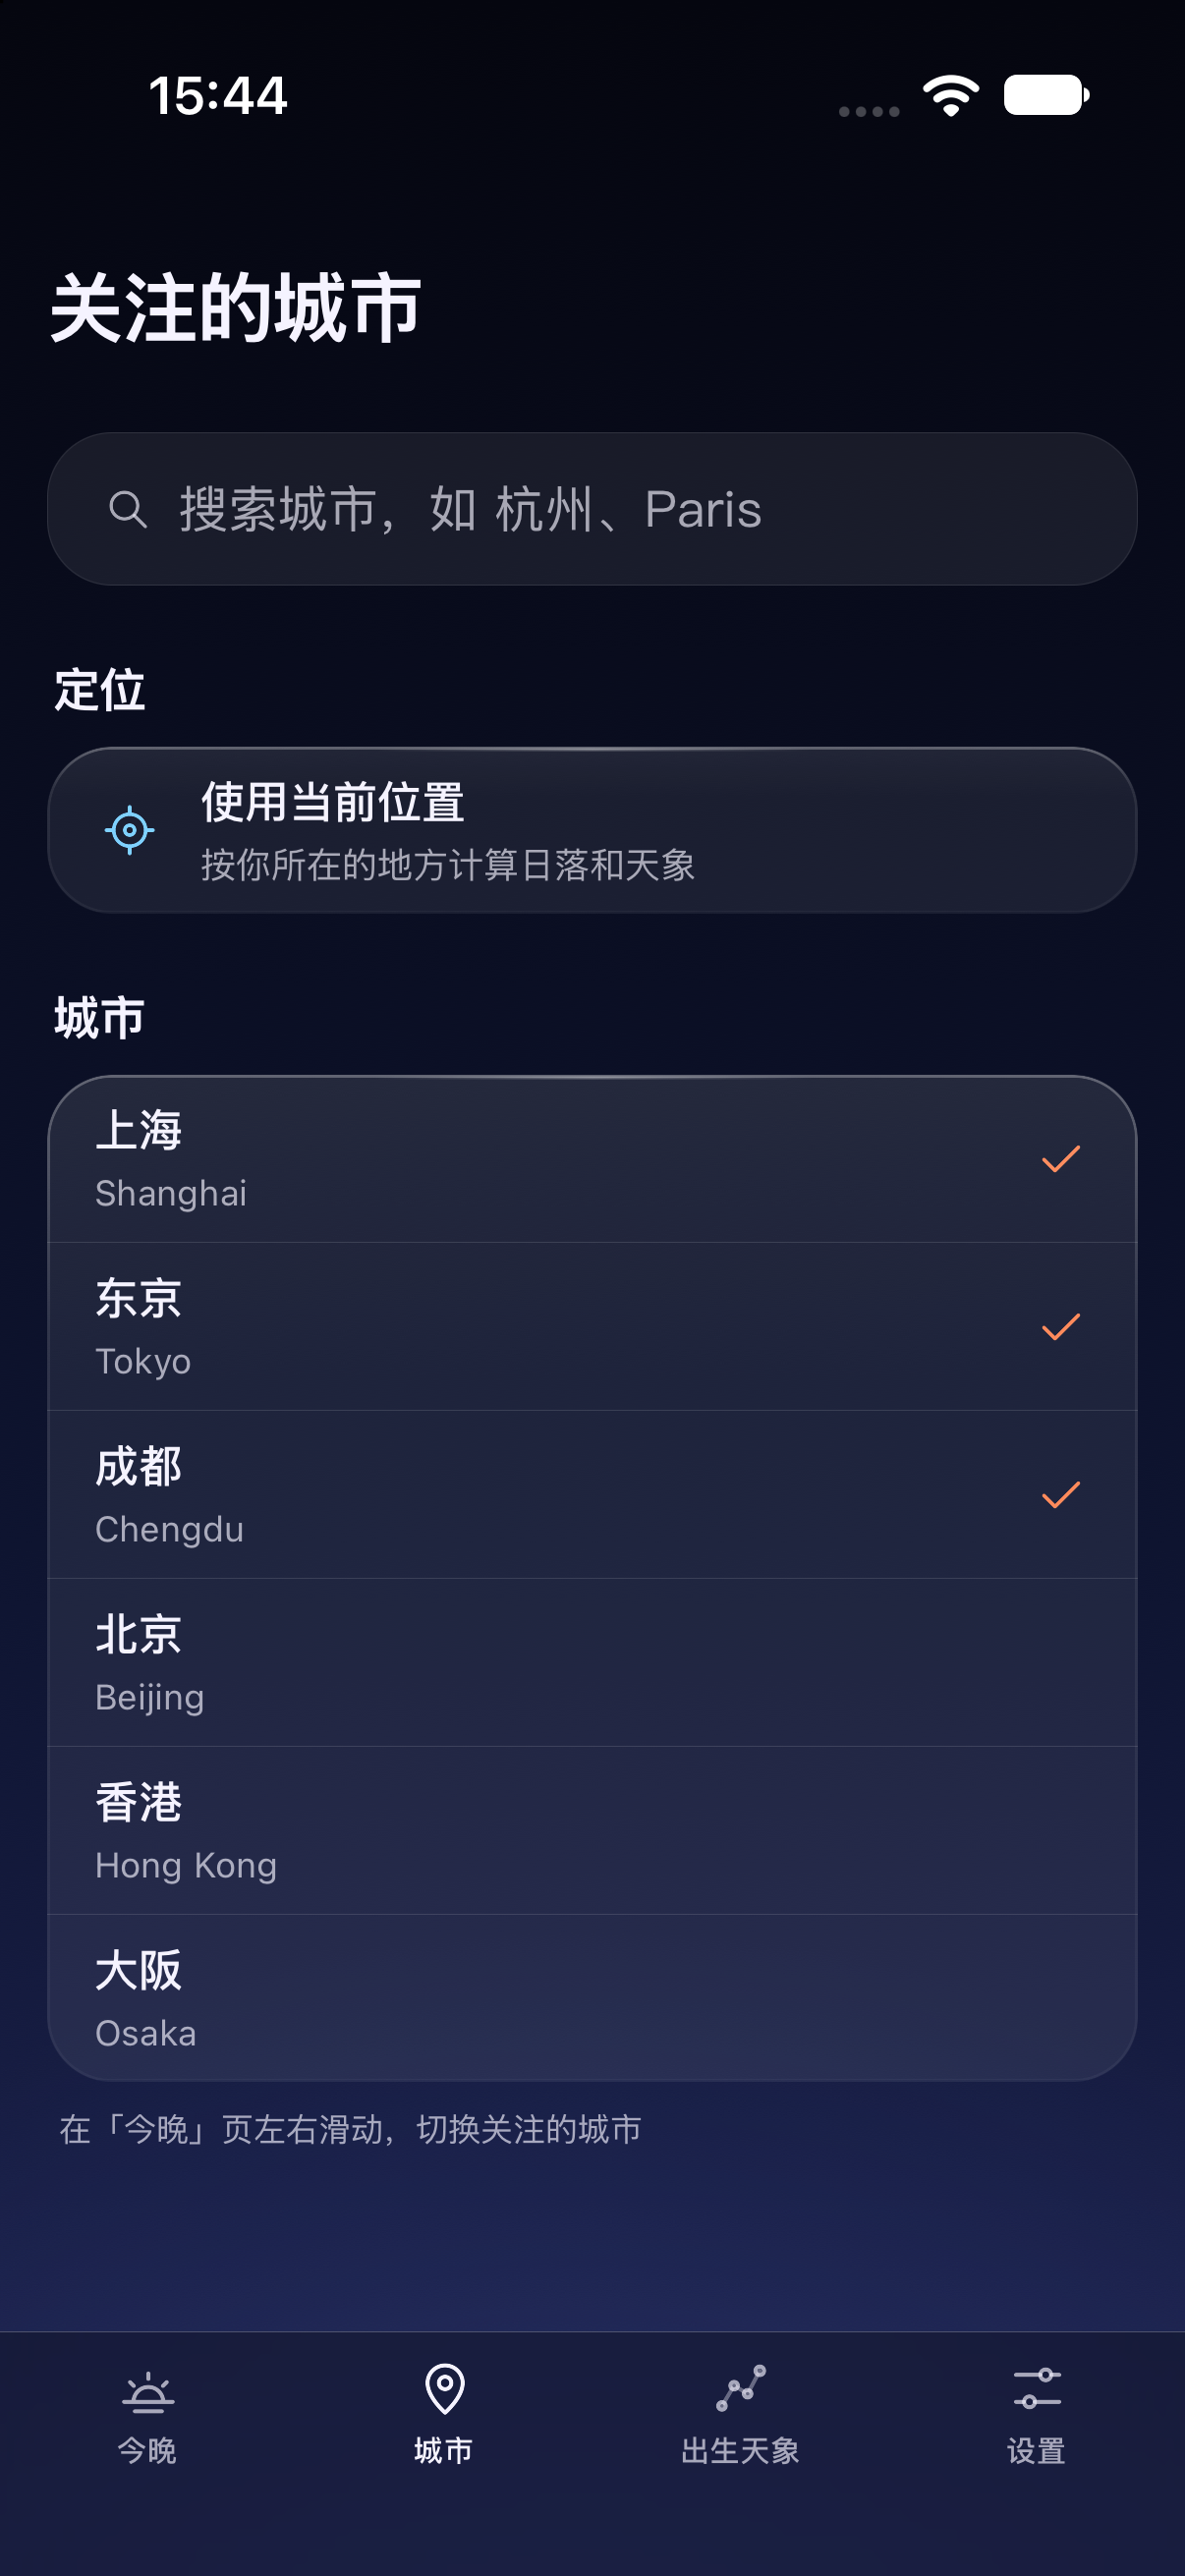 15:44
关注的城市
搜索城市，如 杭州、Paris
定位
使用当前位置
按你所在的地方计算日落和天象
城市
上海
Shanghai
东京
Tokyo
成都
Chengdu
北京
Beijing
香港
Hong Kong
大阪
Osaka
在「今晚」页左右滑动，切换关注的城市
今晚
城市
出生天象
设置